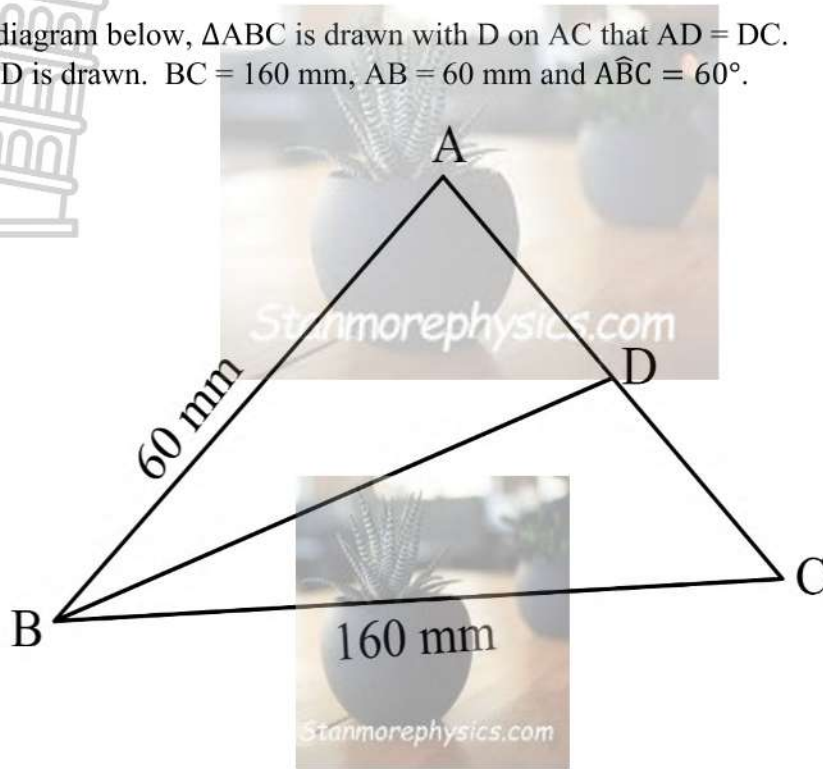 diagram below, ΔABC is drawn with D on AC that AD = DC.
D is drawn. BC = 160 mm, AB = 60 mm and AB̂C = 60°.
A
Stanmorephysics.com
D
60 mm
C
B
160 mm
Stanmorephysics.com